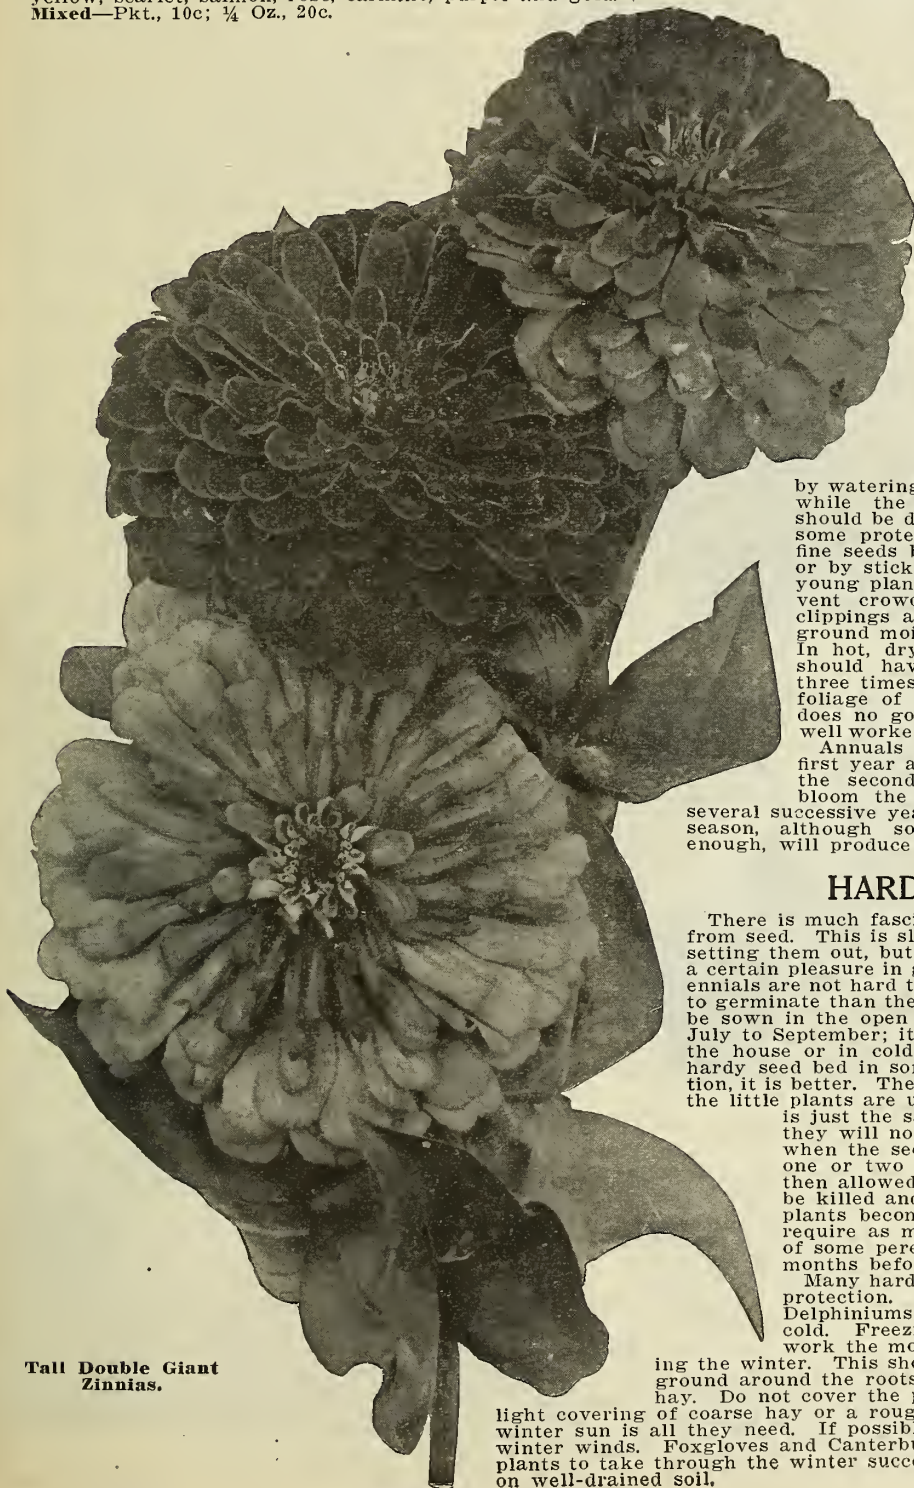 Mixed—Pkt., 10c; ¼ Oz., 20c.
by watering
while the
should be d
some prote
fine seeds b
or by stick
young plan
vent crowd
clippings a
ground moi
In hot, dry
should hav
three times
foliage of
does no go
well worke
Annuals
first year a
the second
bloom the
several successive yea
season, although so
enough, will produce
HARD
There is much fasci
from seed. This is sl
setting them out, but
a certain pleasure in g
ennials are not hard t
to germinate than the
be sown in the open
July to September; it
the house or in cold
hardy seed bed in so
tion, it is better. The
the little plants are u
is just the s
they will no
when the see
one or two
then allowed
be killed and
plants becom
require as m
of some pere
months befo
Many hard
protection.
Delphiniums
cold. Freez
work the mo
ing the winter. This sho
ground around the roots
hay. Do not cover the p
light covering of coarse hay or a roug
winter sun is all they need. If possib
winter winds. Foxgloves and Canterbu
plants to take through the winter succe
on well-drained soil.
Tall Double Giant
Zinnias.